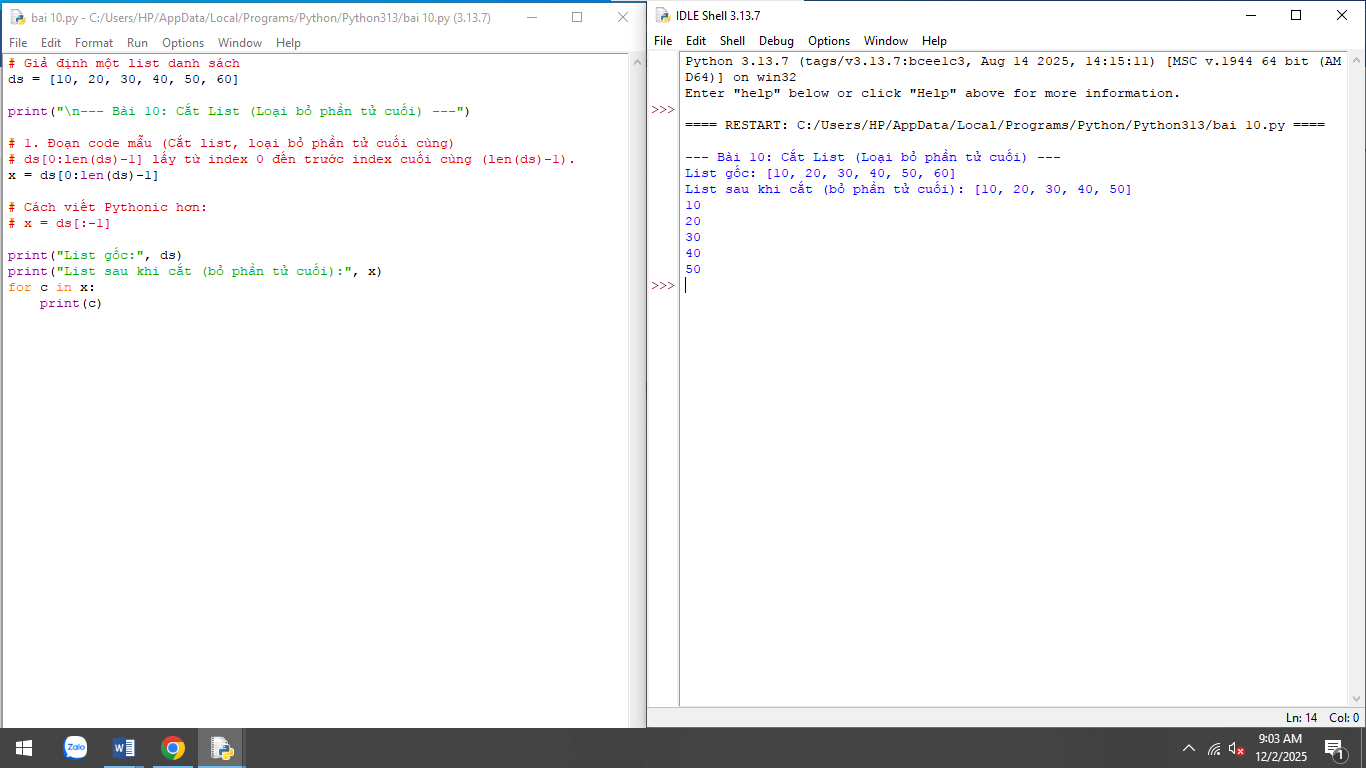 bai 10.py - C:/Users/HP/AppData/Local/Programs/Python/Python313/bai 10.py (3.13.7)
File Edit Format Run Options Window Help
# Giả định một list danh sách
ds = [10, 20, 30, 40, 50, 60]
print("\n--- Bài 10: Cắt List (Loại bỏ phần tử cuối) ---")
# 1. Đoạn code mẫu (Cắt list, loại bỏ phần tử cuối cùng)
# ds[0:len(ds)-1] lấy từ index 0 đến trước index cuối cùng (len(ds)-1).
x = ds[0:len(ds)-1]
# Cách viết Pythonic hơn:
# x = ds[:-1]
print("List gốc:", ds)
print("List sau khi cắt (bỏ phần tử cuối):", x)
for c in x:
    print(c)
IDLE Shell 3.13.7
File Edit Shell Debug Options Window Help
Python 3.13.7 (tags/v3.13.7:bcee1c3, Aug 14 2025, 14:15:11) [MSC v.1944 64 bit (AM
D64)] on win32
Enter "help" below or click "Help" above for more information.
>>>
==== RESTART: C:/Users/HP/AppData/Local/Programs/Python/Python313/bai 10.py ====
--- Bài 10: Cắt List (Loại bỏ phần tử cuối) ---
List gốc: [10, 20, 30, 40, 50, 60]
List sau khi cắt (bỏ phần tử cuối): [10, 20, 30, 40, 50]
10
20
30
40
50
>>>
Ln: 14 Col: 0
Zalo
9:03 AM
12/2/2025
1